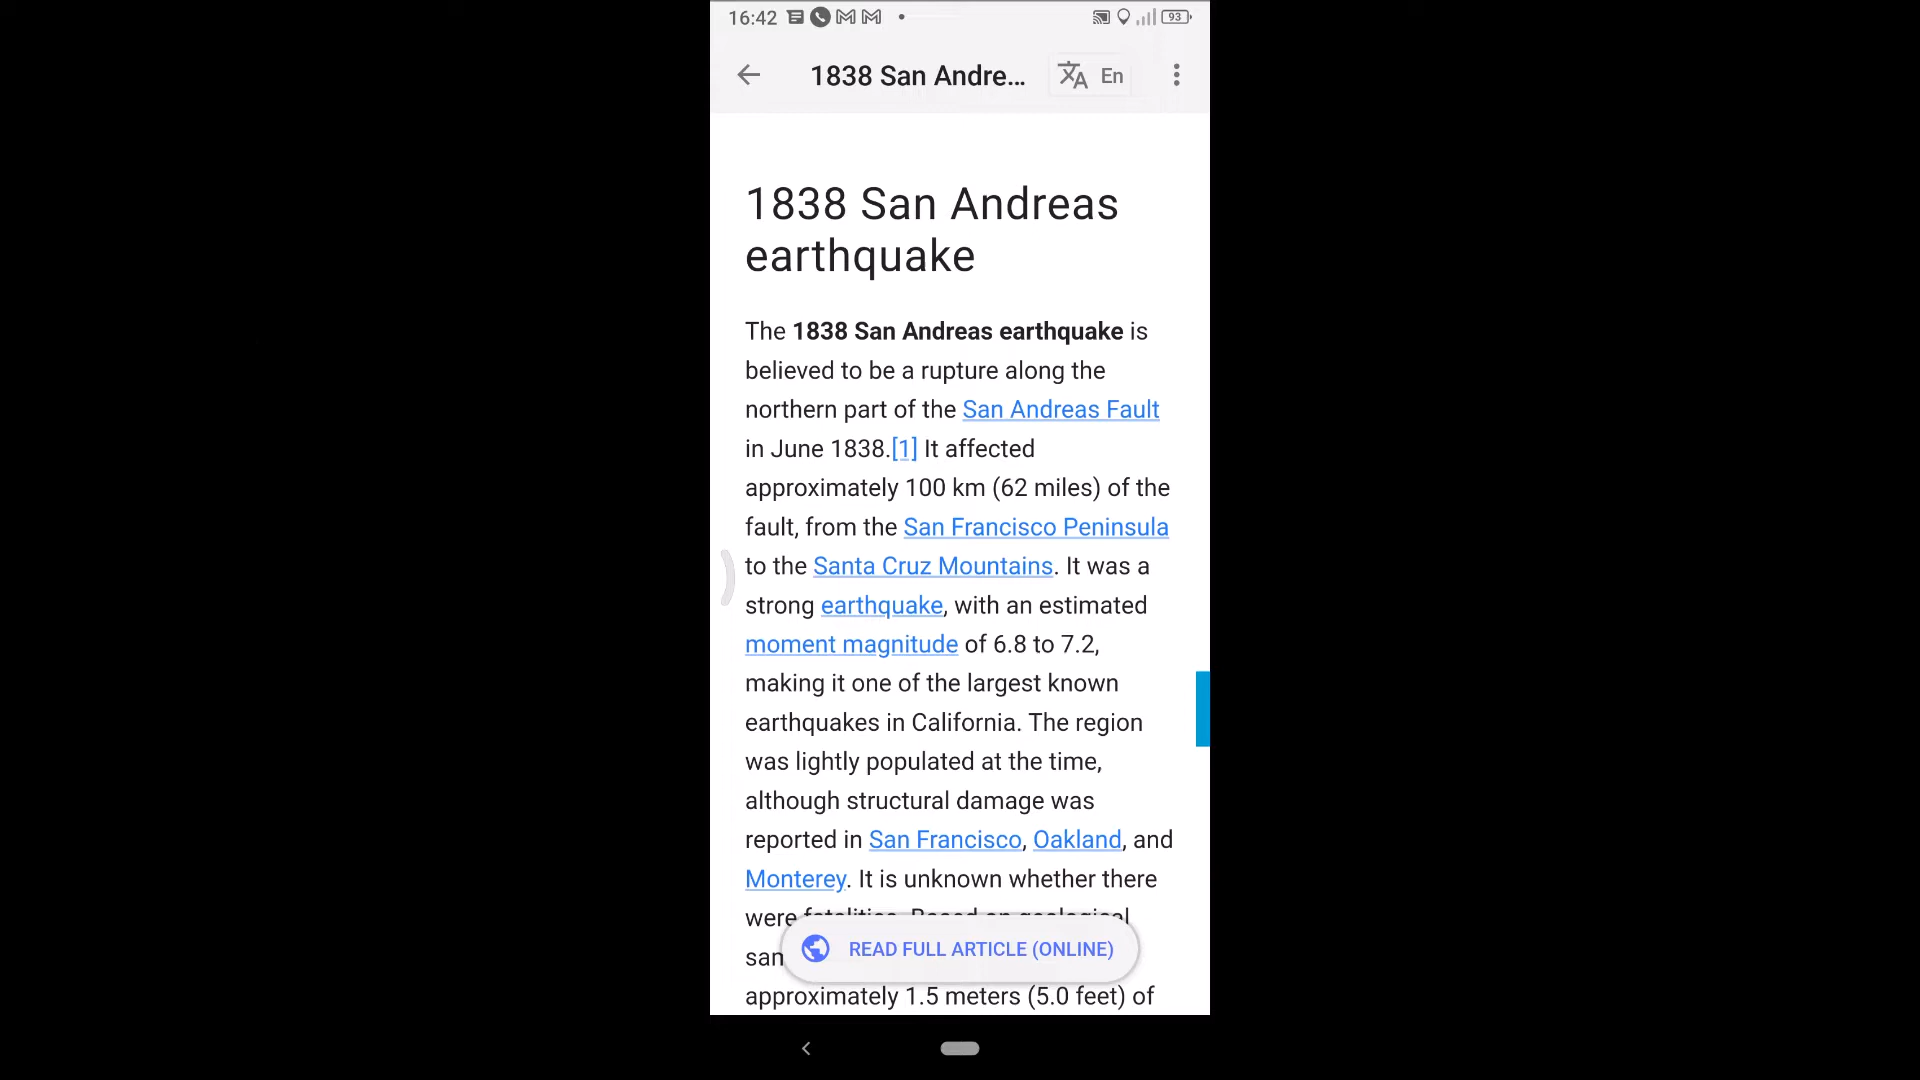 16:42
93
1838 San Andre...
En
1838 San Andreas
earthquake
The 1838 San Andreas earthquake is
believed to be a rupture along the
northern part of the San Andreas Fault
in June 1838.[1] It affected
approximately 100 km (62 miles) of the
fault, from the San Francisco Peninsula
to the Santa Cruz Mountains. It was a
strong earthquake, with an estimated
moment magnitude of 6.8 to 7.2,
making it one of the largest known
earthquakes in California. The region
was lightly populated at the time,
although structural damage was
reported in San Francisco, Oakland, and
Monterey. It is unknown whether there
were fatalities. Based on geological
READ FULL ARTICLE (ONLINE)
approximately 1.5 meters (5.0 feet) of